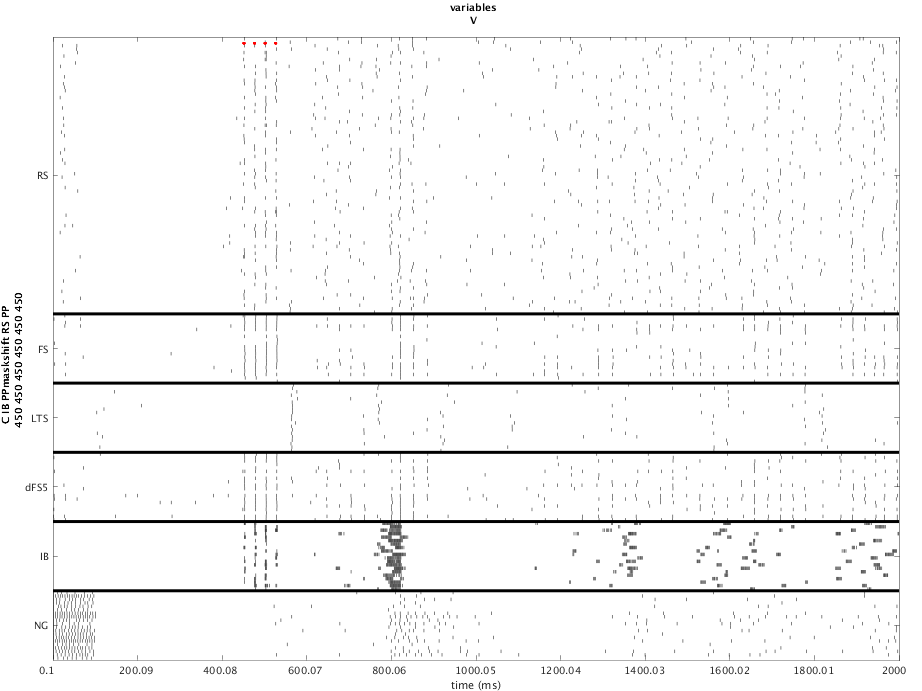 variables
V
C IB PPmaskshift RS PP
450 450 450 450 450 450 450
RS
FS
LTS
dFS5
IB
NG
0.1 200.09 400.08 600.07 800.06 1000.05 1200.04 1400.03 1600.02 1800.01 2000
time (ms)